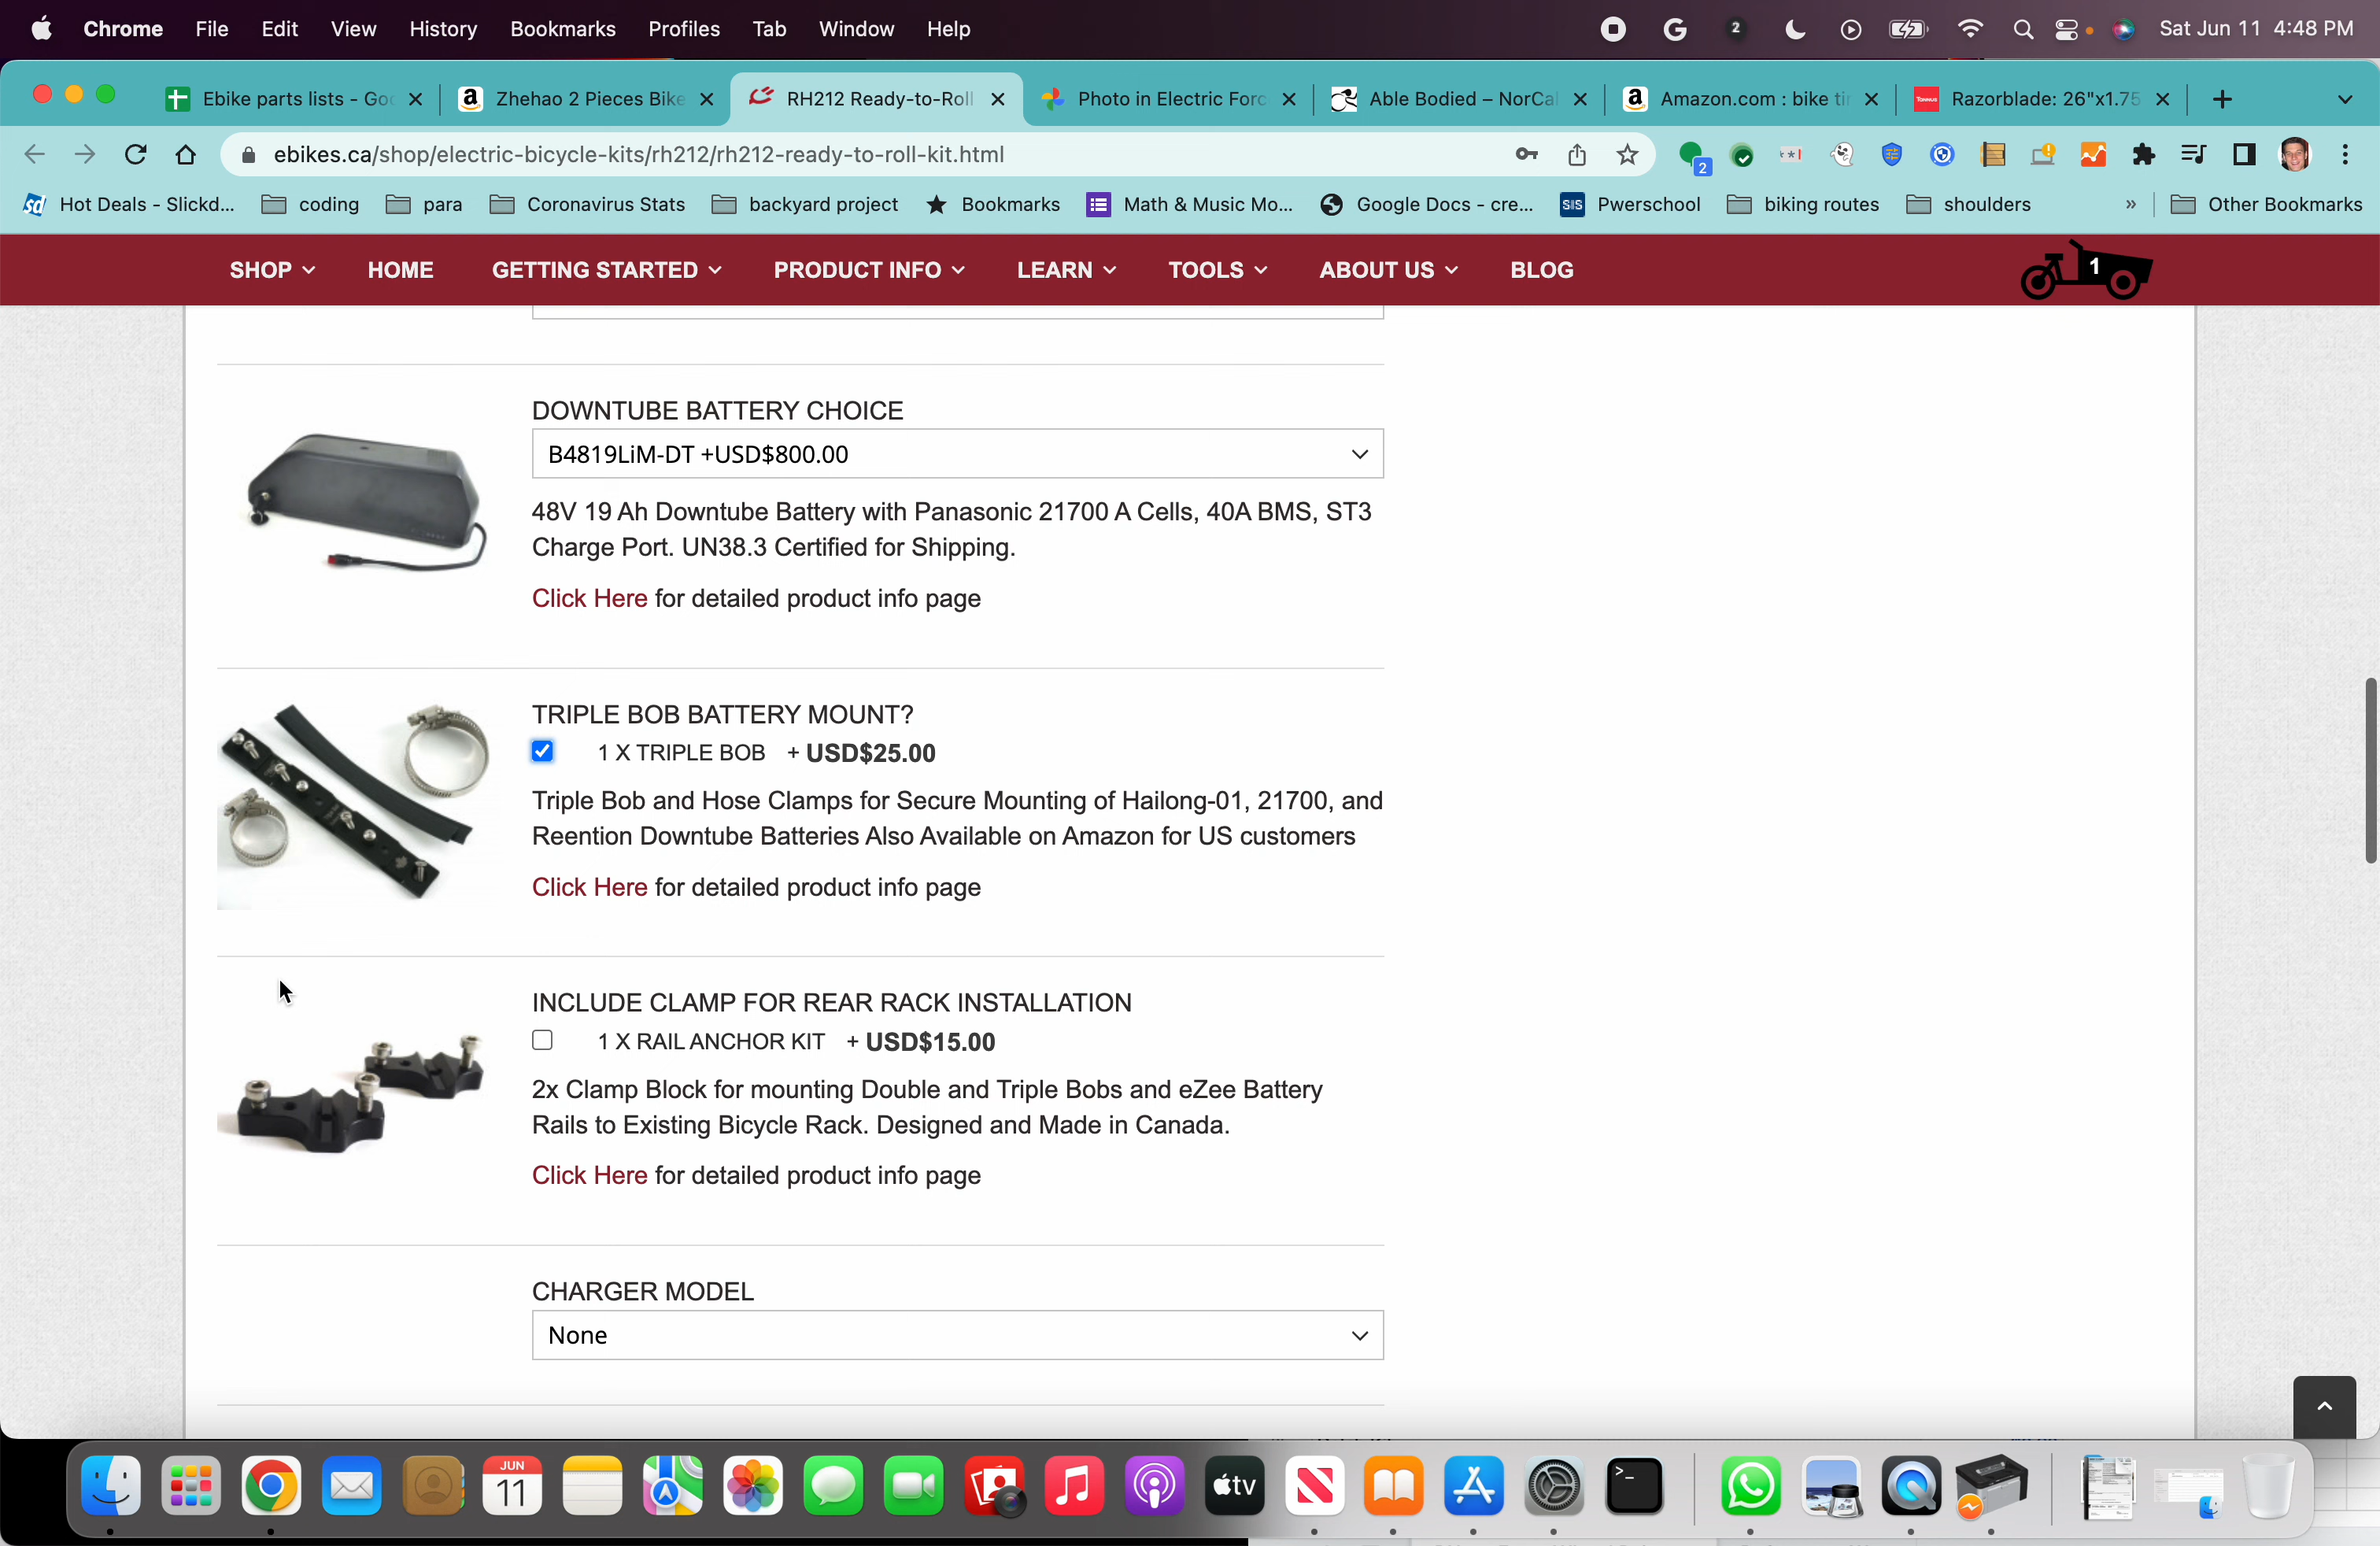 Chrome File Edit View History Bookmarks Profiles Tab Window Help 2 Sat Jun 11 4:48 PM
Ebike parts lists - Goo Zhehao 2 Pieces Bike RH212 Ready-to-Roll Photo in Electric Forc Able Bodied – NorCal Amazon.com : bike tir Razorblade: 26"x1.75
ebikes.ca/shop/electric-bicycle-kits/rh212/rh212-ready-to-roll-kit.html 2
Hot Deals - Slickd... coding para Coronavirus Stats backyard project Bookmarks Math & Music Mo... Google Docs - cre... SIS Pwerschool biking routes shoulders » Other Bookmarks
SHOP HOME GETTING STARTED PRODUCT INFO LEARN TOOLS ABOUT US BLOG 1
DOWNTUBE BATTERY CHOICE
B4819LiM-DT +USD$800.00
48V 19 Ah Downtube Battery with Panasonic 21700 A Cells, 40A BMS, ST3
Charge Port. UN38.3 Certified for Shipping.
Click Here for detailed product info page
TRIPLE BOB BATTERY MOUNT?
1 X TRIPLE BOB + USD$25.00
Triple Bob and Hose Clamps for Secure Mounting of Hailong-01, 21700, and
Reention Downtube Batteries Also Available on Amazon for US customers
Click Here for detailed product info page
INCLUDE CLAMP FOR REAR RACK INSTALLATION
1 X RAIL ANCHOR KIT + USD$15.00
2x Clamp Block for mounting Double and Triple Bobs and eZee Battery
Rails to Existing Bicycle Rack. Designed and Made in Canada.
Click Here for detailed product info page
CHARGER MODEL
None
JUN
11
tv